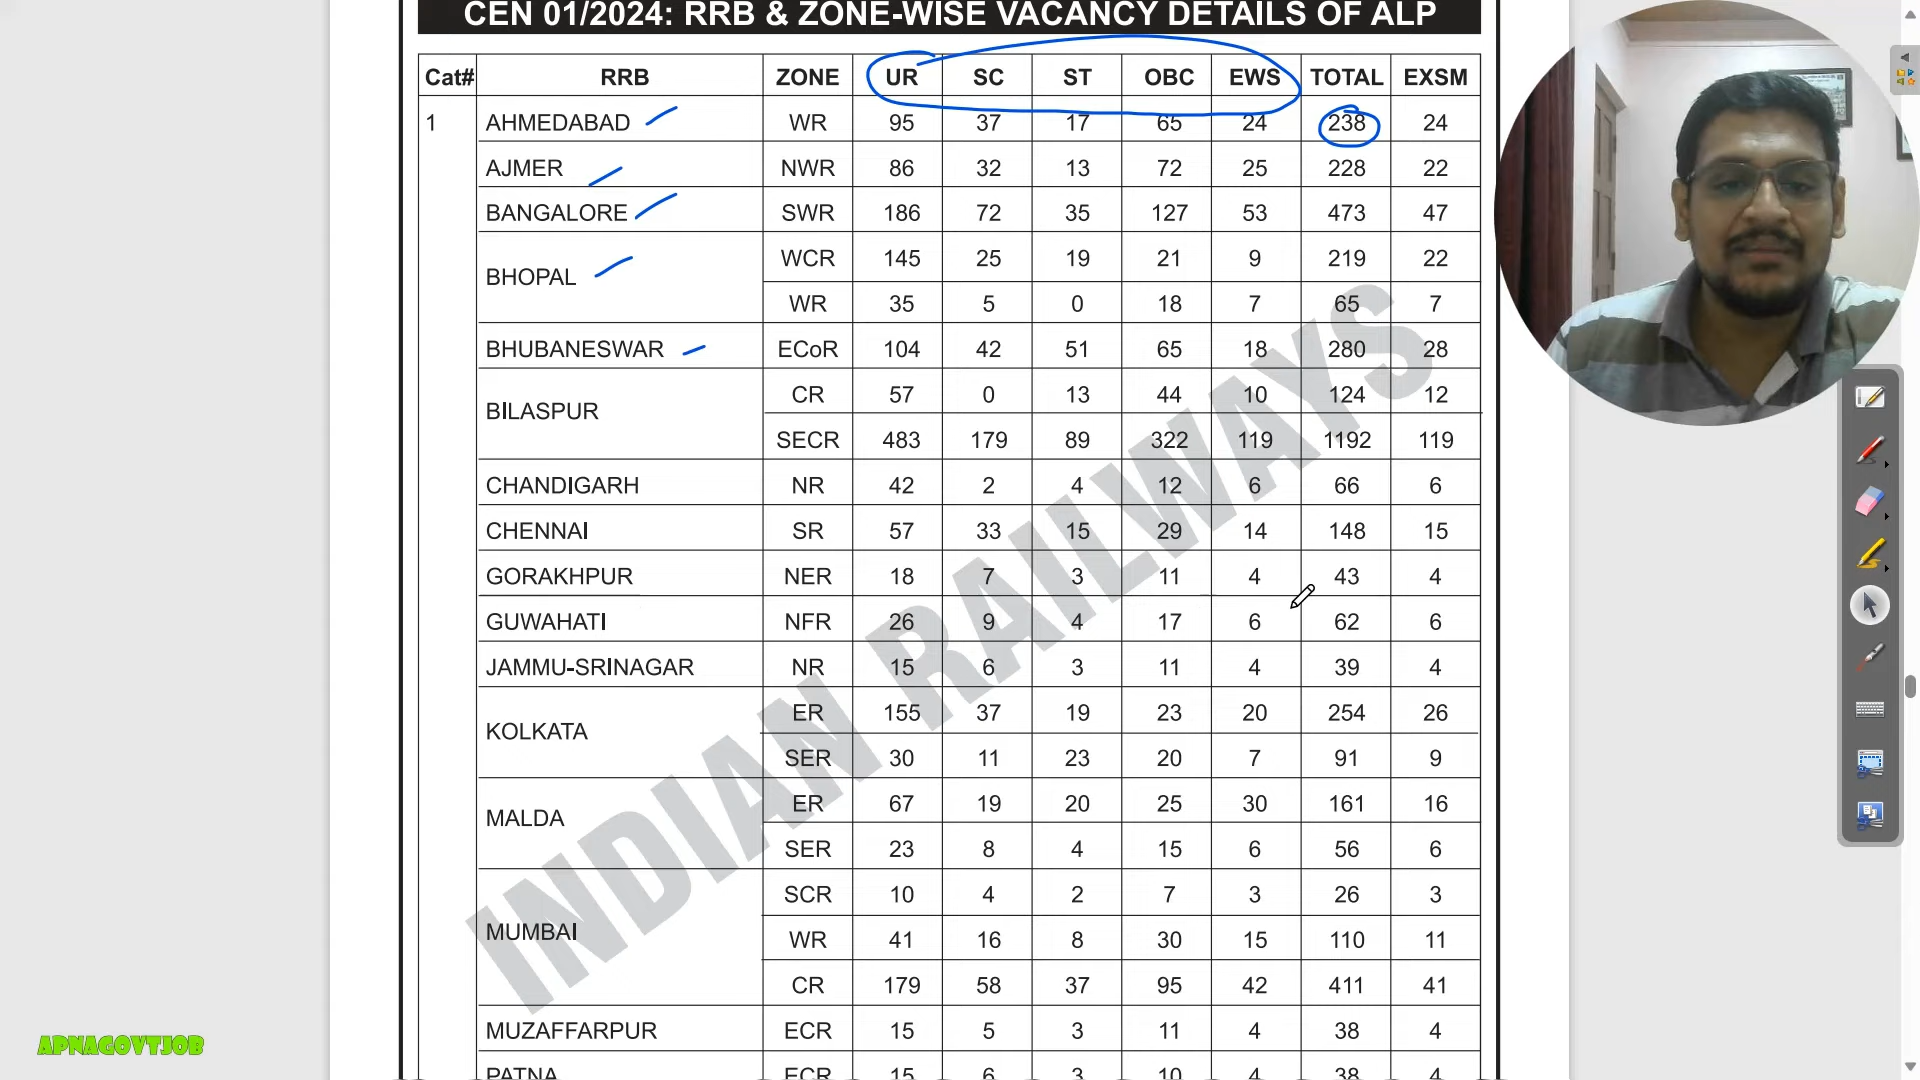 CEN 01/2024: RRB & ZONE-WISE VACANCY DETAILS OF ALP
Cat# RRB ZONE UR SC ST OBC EWS TOTAL EXSM
1 AHMEDABAD WR 95 37 17 65 24 238 24
AJMER NWR 86 32 13 72 25 228 22
BANGALORE SWR 186 72 35 127 53 473 47
BHOPAL WCR 145 25 19 21 9 219 22
WR 35 5 0 18 7 65 7
BHUBANESWAR ECoR 104 42 51 65 18 280 28
BILASPUR CR 57 0 13 44 10 124 12
SECR 483 179 89 322 119 1192 119
CHANDIGARH NR 42 2 4 12 6 66 6
CHENNAI SR 57 33 15 29 14 148 15
GORAKHPUR NER 18 7 3 11 4 43 4
GUWAHATI NFR 26 9 4 17 6 62 6
JAMMU-SRINAGAR NR 15 6 3 11 4 39 4
KOLKATA ER 155 37 19 23 20 254 26
SER 30 11 23 20 7 91 9
MALDA ER 67 19 20 25 30 161 16
SER 23 8 4 15 6 56 6
MUMBAI SCR 10 4 2 7 3 26 3
WR 41 16 8 30 15 110 11
CR 179 58 37 95 42 411 41
MUZAFFARPUR ECR 15 5 3 11 4 38 4
PATNA ECR 15 6 3 10 4 38 4
INDIAN RAILWAYS
APNAGOVTJOB